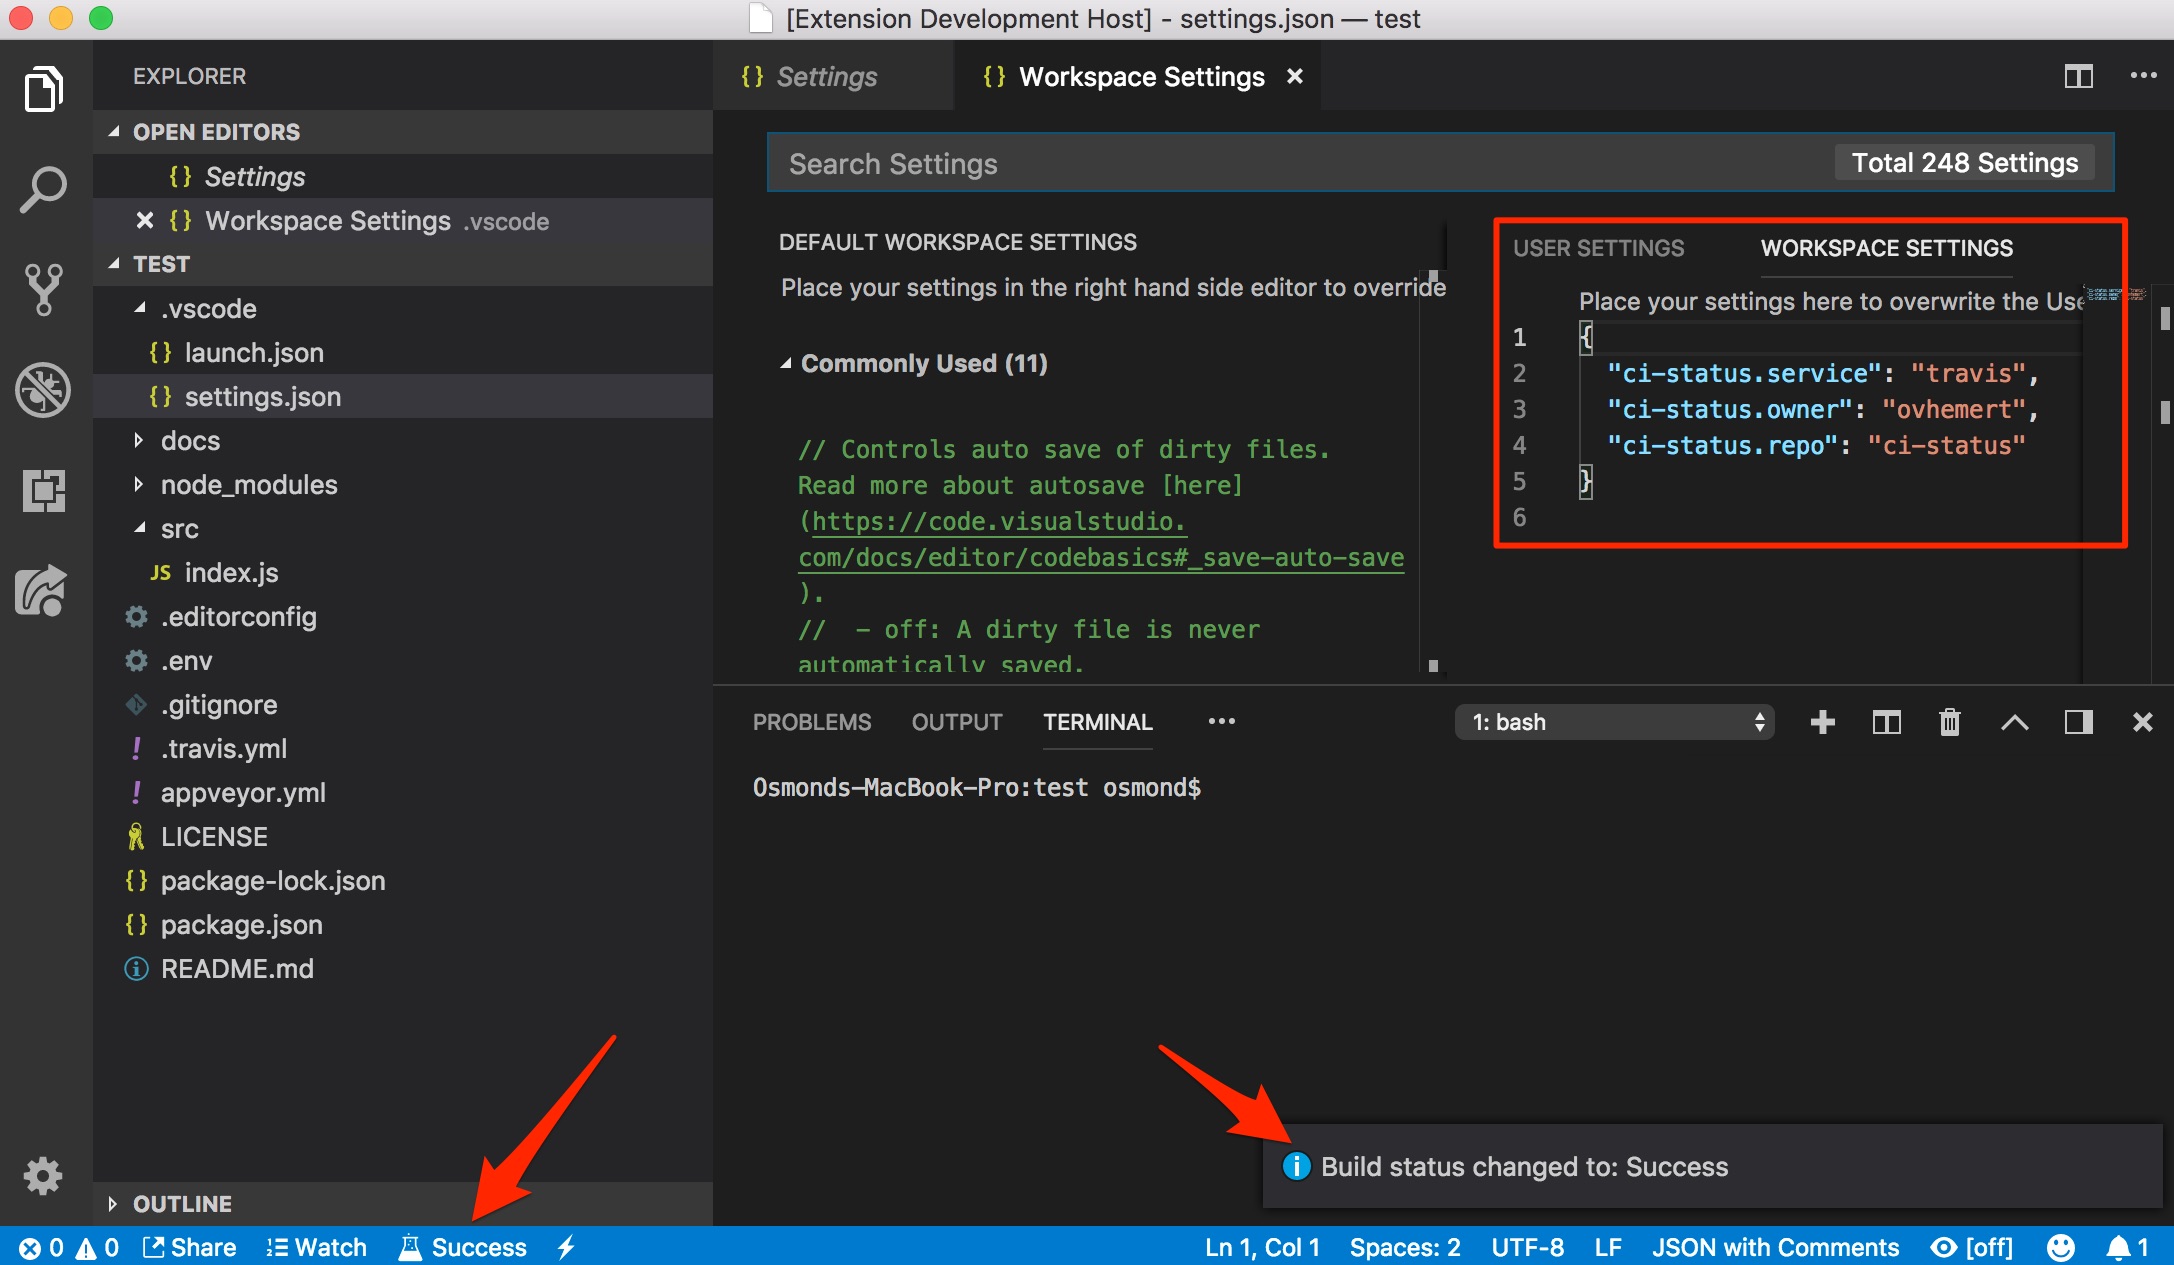 [Extension Development Host] - settings.json — test
EXPLORER
OPEN EDITORS
{} Settings
{} Workspace Settings .vscode
TEST
.vscode
{} launch.json
{} settings.json
docs
node_modules
src
JS index.js
.editorconfig
.env
.gitignore
! .travis.yml
! appveyor.yml
LICENSE
{} package-lock.json
{} package.json
README.md
OUTLINE
{} Settings
{} Workspace Settings
Search Settings
Total 248 Settings
DEFAULT WORKSPACE SETTINGS
Place your settings in the right hand side editor to override
Commonly Used (11)
// Controls auto save of dirty files.
Read more about autosave [here]
(https://code.visualstudio.
com/docs/editor/codebasics#_save-auto-save
).
//  - off: A dirty file is never
automatically saved.
USER SETTINGS WORKSPACE SETTINGS
Place your settings here to overwrite the Use
1 {
2 "ci-status.service": "travis",
3 "ci-status.owner": "ovhemert",
4 "ci-status.repo": "ci-status"
5 }
6
PROBLEMS OUTPUT TERMINAL ···
1: bash
Osmonds-MacBook-Pro:test osmond$
Build status changed to: Success
0 0 Share Watch Success
Ln 1, Col 1 Spaces: 2 UTF-8 LF JSON with Comments [off] 1